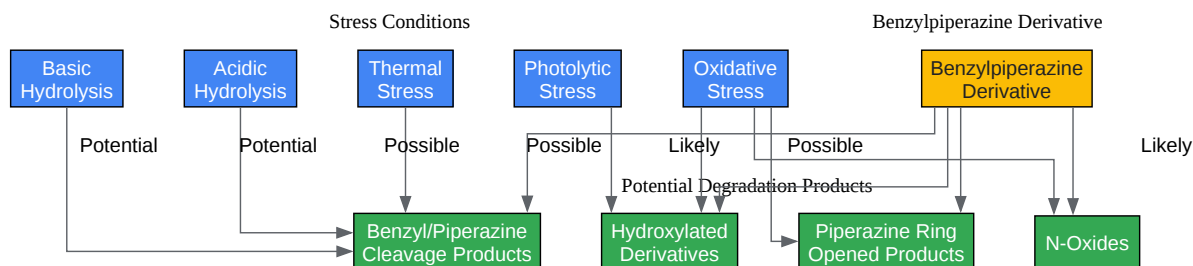 Stress Conditions
Benzylpiperazine Derivative
Basic
Hydrolysis
Acidic
Hydrolysis
Thermal
Stress
Photolytic
Stress
Oxidative
Stress
Benzylpiperazine
Derivative
Potential
Potential
Possible
Possible
Likely
Possible
Likely
Potential Degradation Products
Benzyl/Piperazine
Cleavage Products
Hydroxylated
Derivatives
Piperazine Ring
Opened Products
N-Oxides